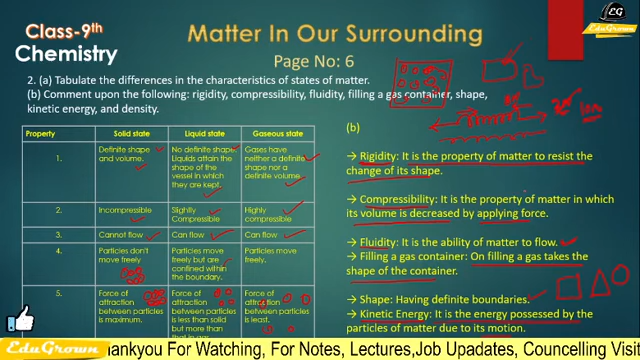 Class-9th
Chemistry
Matter In Our Surrounding
Page No: 6
EG
EduGrown
2. (a) Tabulate the differences in the characteristics of states of matter.
(b) Comment upon the following: rigidity, compressibility, fluidity, filling a gas container, shape,
kinetic energy, and density.
Property
Solid state
Liquid state
Gaseous state
1.
Definite shape
and volume.
No definite shape.
Liquids attain the
shape of the
vessel in which
they are kept.
Gases have
neither a definite
shape nor a
definite volume.
2.
Incompressible
Slightly
Compressible
Highly
compressible
3.
Cannot flow
Can flow
Can flow
4.
Particles don't
move freely
Particles move
freely but are
confined within
the boundary.
Particles move
freely.
5.
Force of
attraction
between particles
is maximum.
Force of
attraction
between particles
is less than solid
but more than
Force of
attraction
between particles
is least.
(b)
→ Rigidity: It is the property of matter to resist the
change of its shape.
→ Compressibility: It is the property of matter in which
its volume is decreased by applying force.
→ Fluidity: It is the ability of matter to flow.
→ Filling a gas container: On filling a gas takes the
shape of the container.
→ Shape: Having definite boundaries.
→ Kinetic Energy: It is the energy possessed by the
particles of matter due to its motion.
EduGrown
hankyou For Watching, For Notes, Lectures,Job Upadates, Councelling Visit